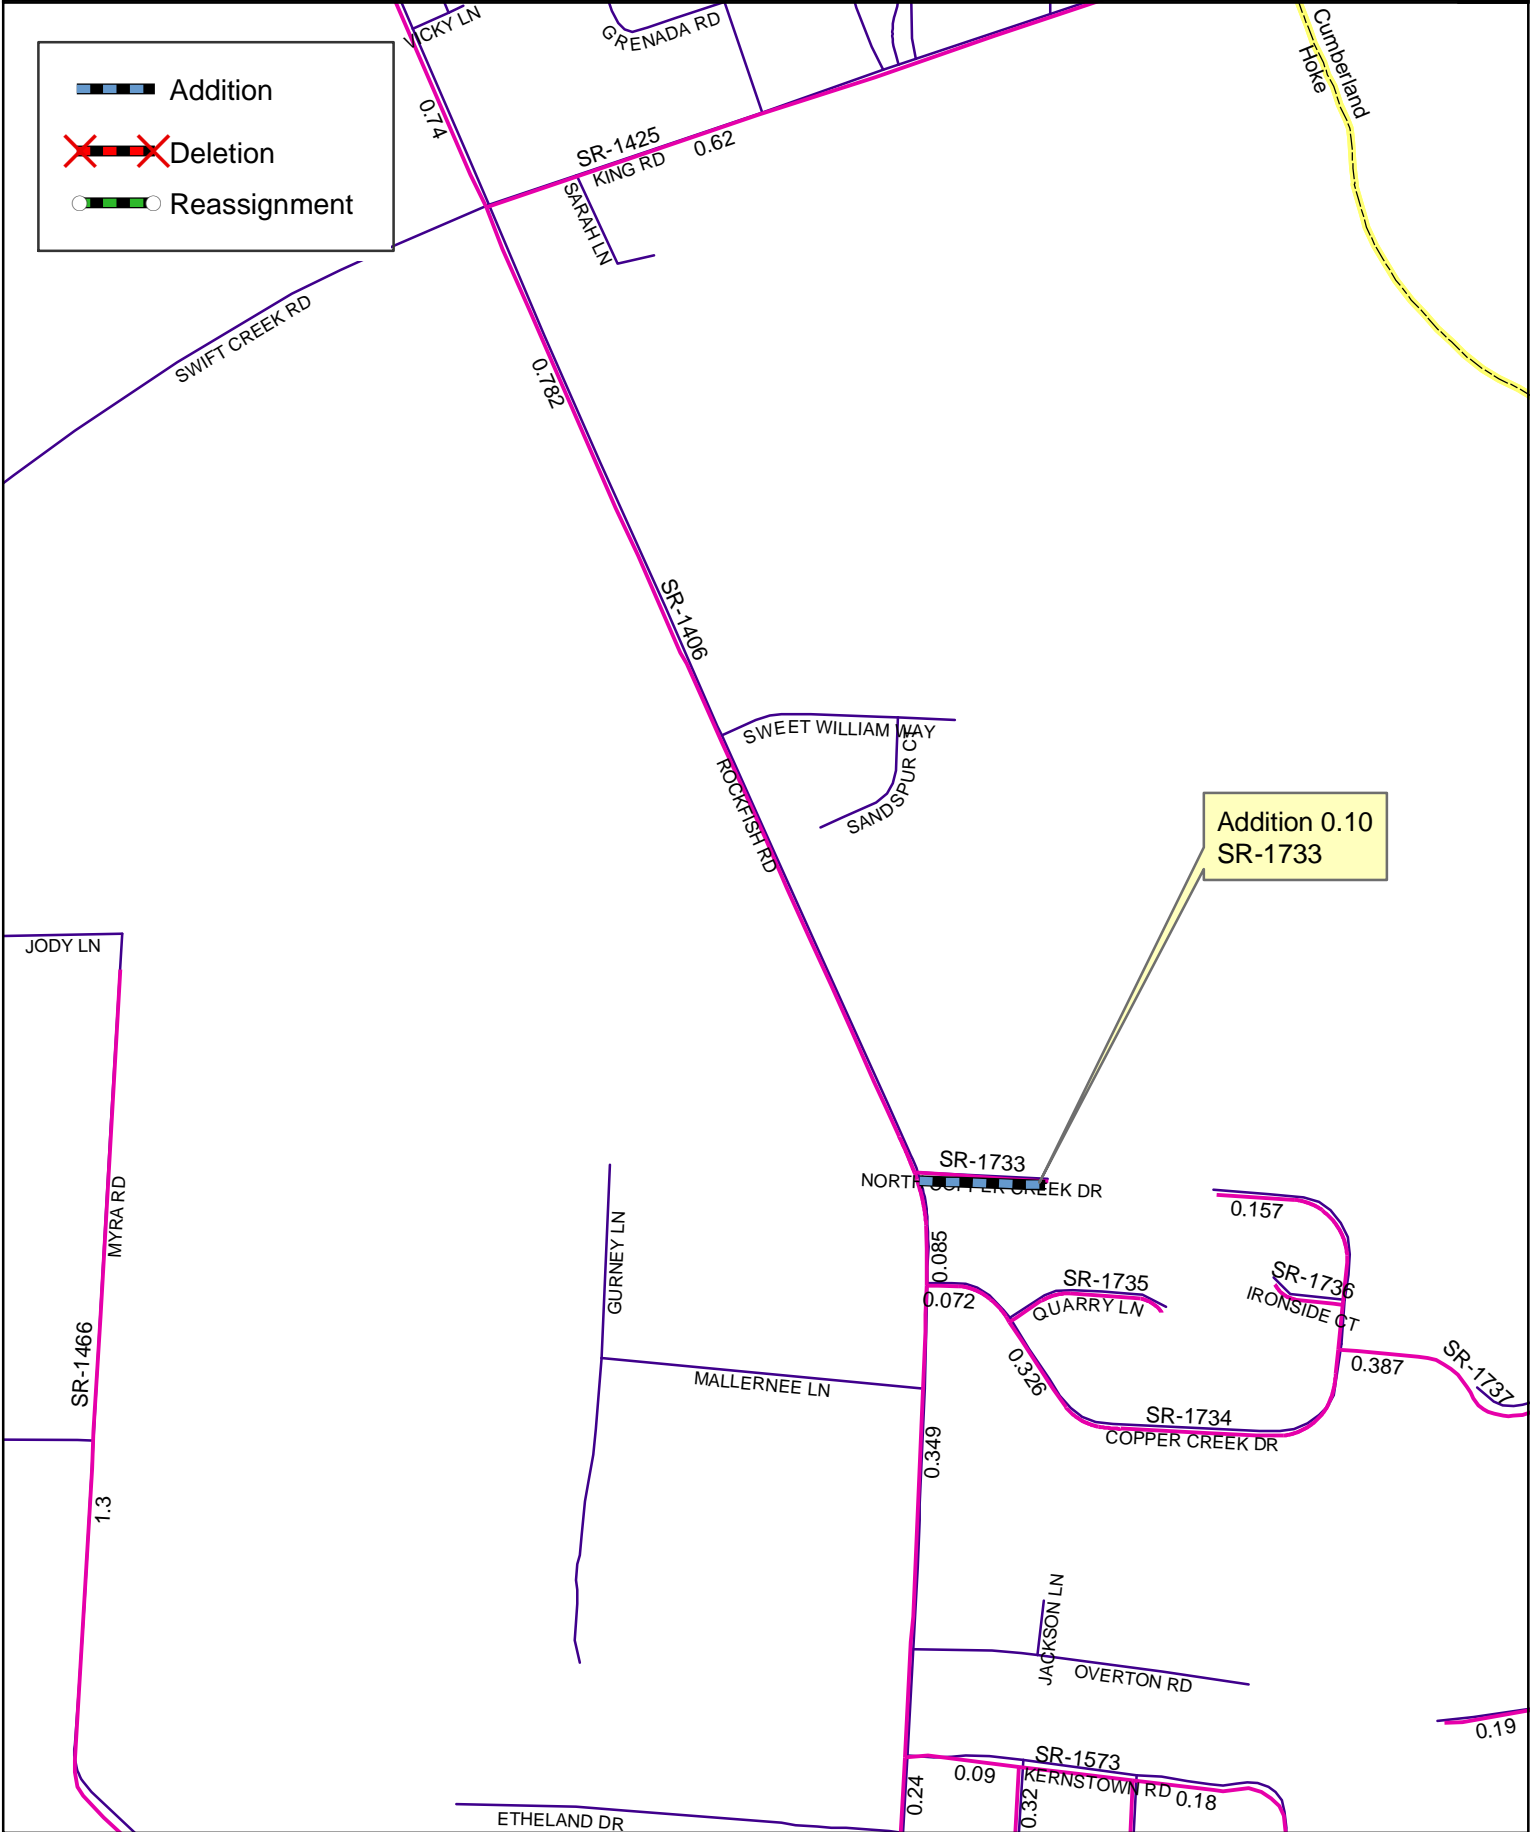 VICKY LN
GRENADA RD
Cumberland
Hoke
Addition
Deletion
Reassignment
0.74
SR-1425
0.62
KING RD
SARAH LN
SWIFT CREEK RD
0.782
SR-1406
SWEET WILLIAM WAY
SANDSPUR CT
ROCKFISH RD
Addition 0.10
SR-1733
JODY LN
SR-1733
NORTH COPPER CREEK DR
MYRA RD
GURNEY LN
0.157
0.085
0.072
SR-1735
QUARRY LN
SR-1736
IRONSIDE CT
SR-1466
0.326
0.387
SR-1737
MALLERNEE LN
SR-1734
COPPER CREEK DR
0.349
1.3
JACKSON LN
OVERTON RD
0.19
SR-1573
0.09
KERNSTOWN RD
0.18
0.24
0.32
ETHELAND DR